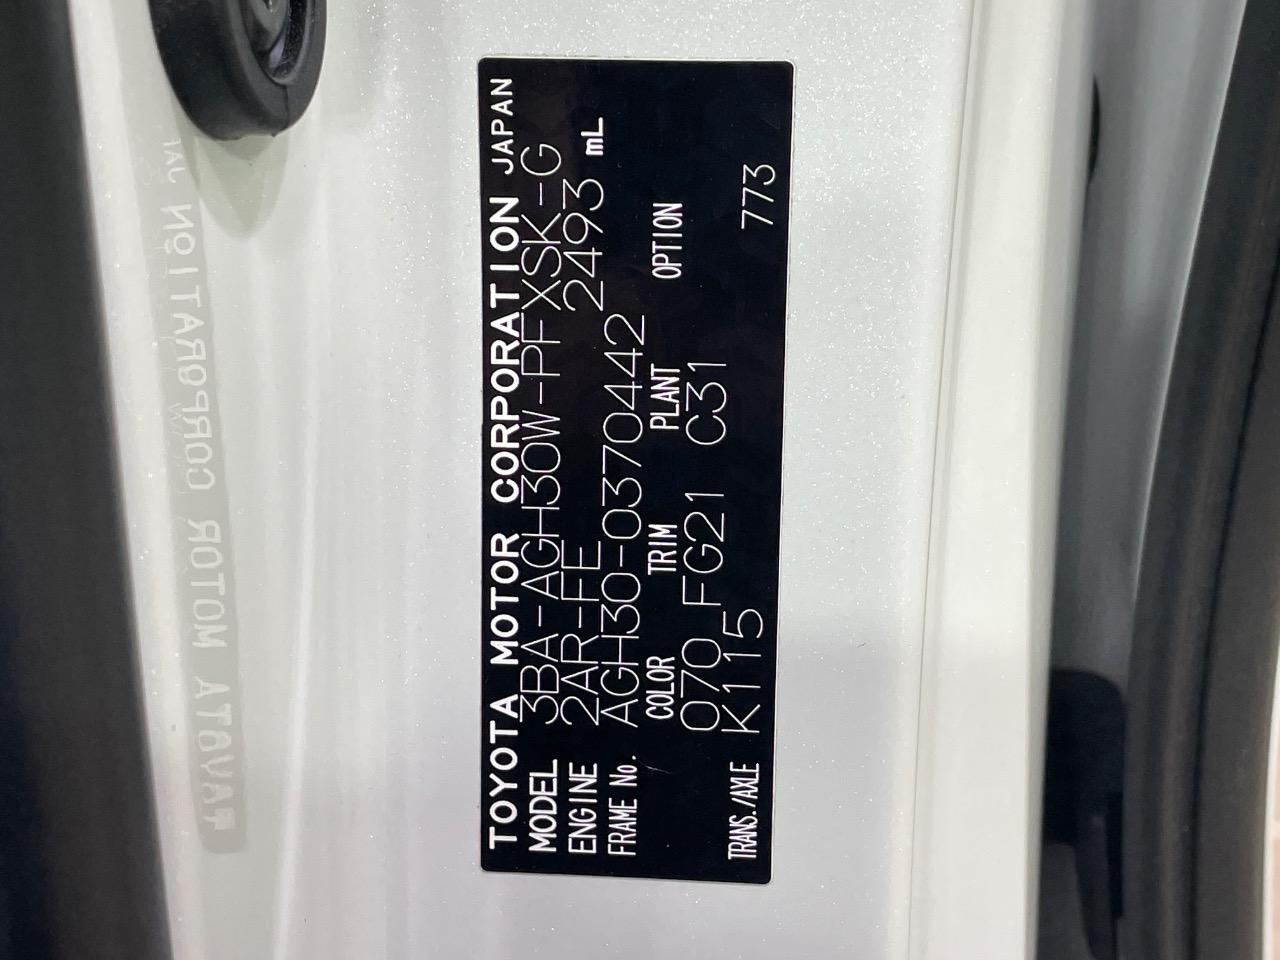 TOYOTA MOTOR CORPORATION JAPAN
MODEL 3BA-AGH30W-PFXSK-G
ENGINE 2AR-FE 2493 mL
FRAME No. AGH30-0370442
COLOR TRIM PLANT OPTION
070 FG21 C31
TRANS./AXLE K115 773